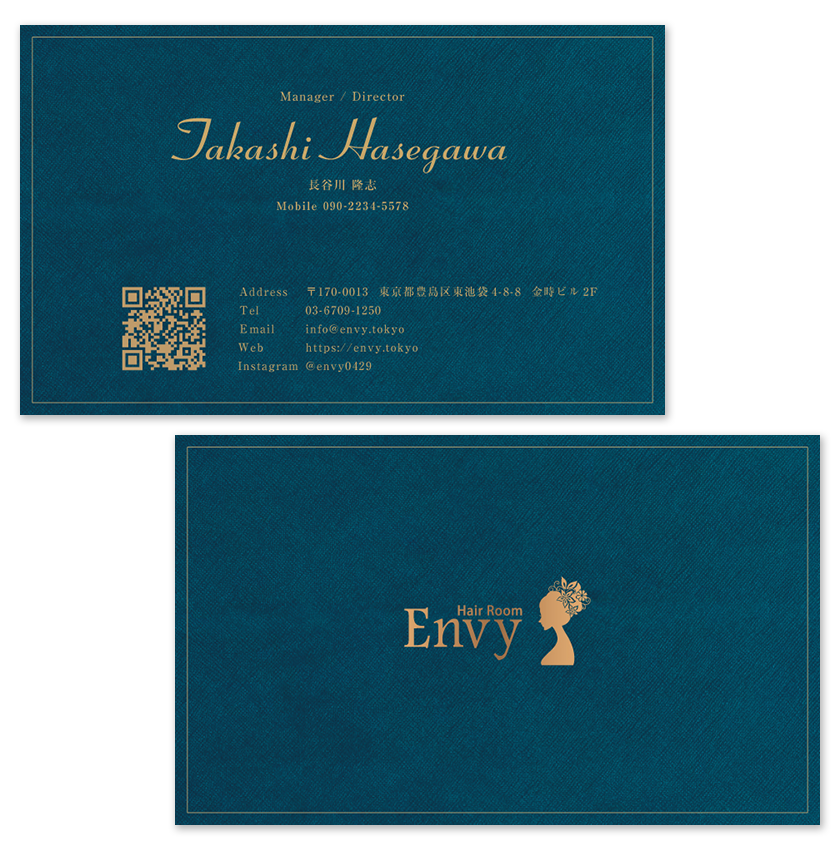 Manager / Director
Takashi Hasegawa
長谷川 隆志
Mobile 090-2234-5578
Address 〒170-0013 東京都豊島区東池袋4-8-8 金時ビル2F
Tel 03-6709-1250
Email info@envy.tokyo
Web https://envy.tokyo
Instagram @envy0429
Hair Room
Envy